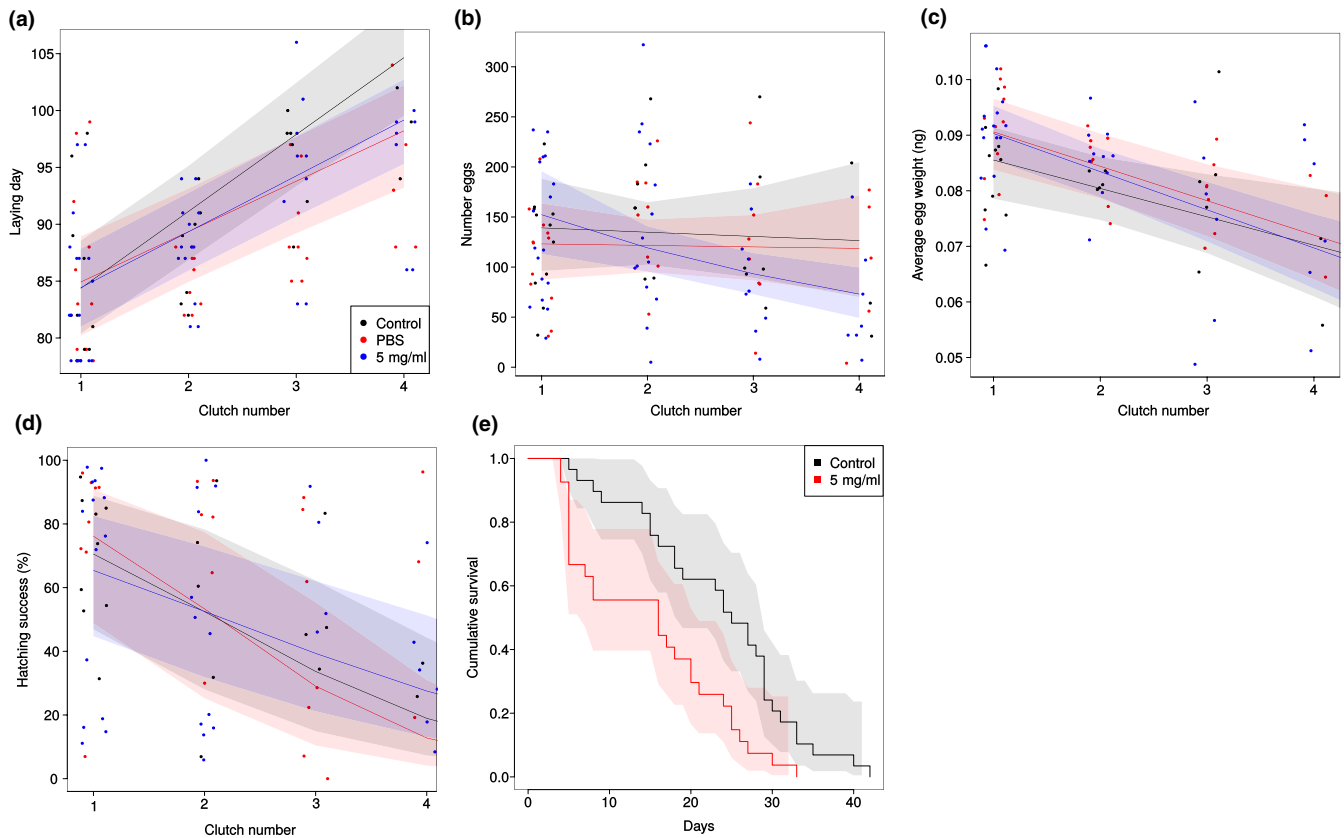 (a)
Laying day
105
100
95
90
85
80
1 2 3 4
Clutch number
Control
PBS
5 mg/ml
(b)
Number eggs
300
250
200
150
100
50
0
1 2 3 4
Clutch number
(c)
Average egg weight (ng)
0.10
0.09
0.08
0.07
0.06
0.05
1 2 3 4
Clutch number
(d)
Hatching success (%)
100
80
60
40
20
0
1 2 3 4
Clutch number
(e)
Cumulative survival
1.0
0.8
0.6
0.4
0.2
0.0
0 10 20 30 40
Days
Control
5 mg/ml